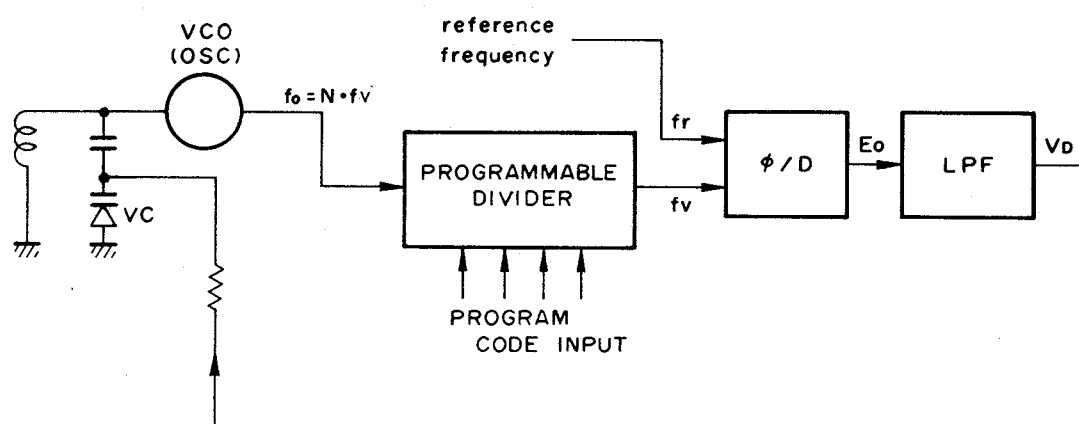 VCO
(OSC)
reference
frequency
fo = N • fv
VC
PROGRAMMABLE
DIVIDER
PROGRAM
CODE INPUT
fr
fv
φ/D
Eo
LPF
VD